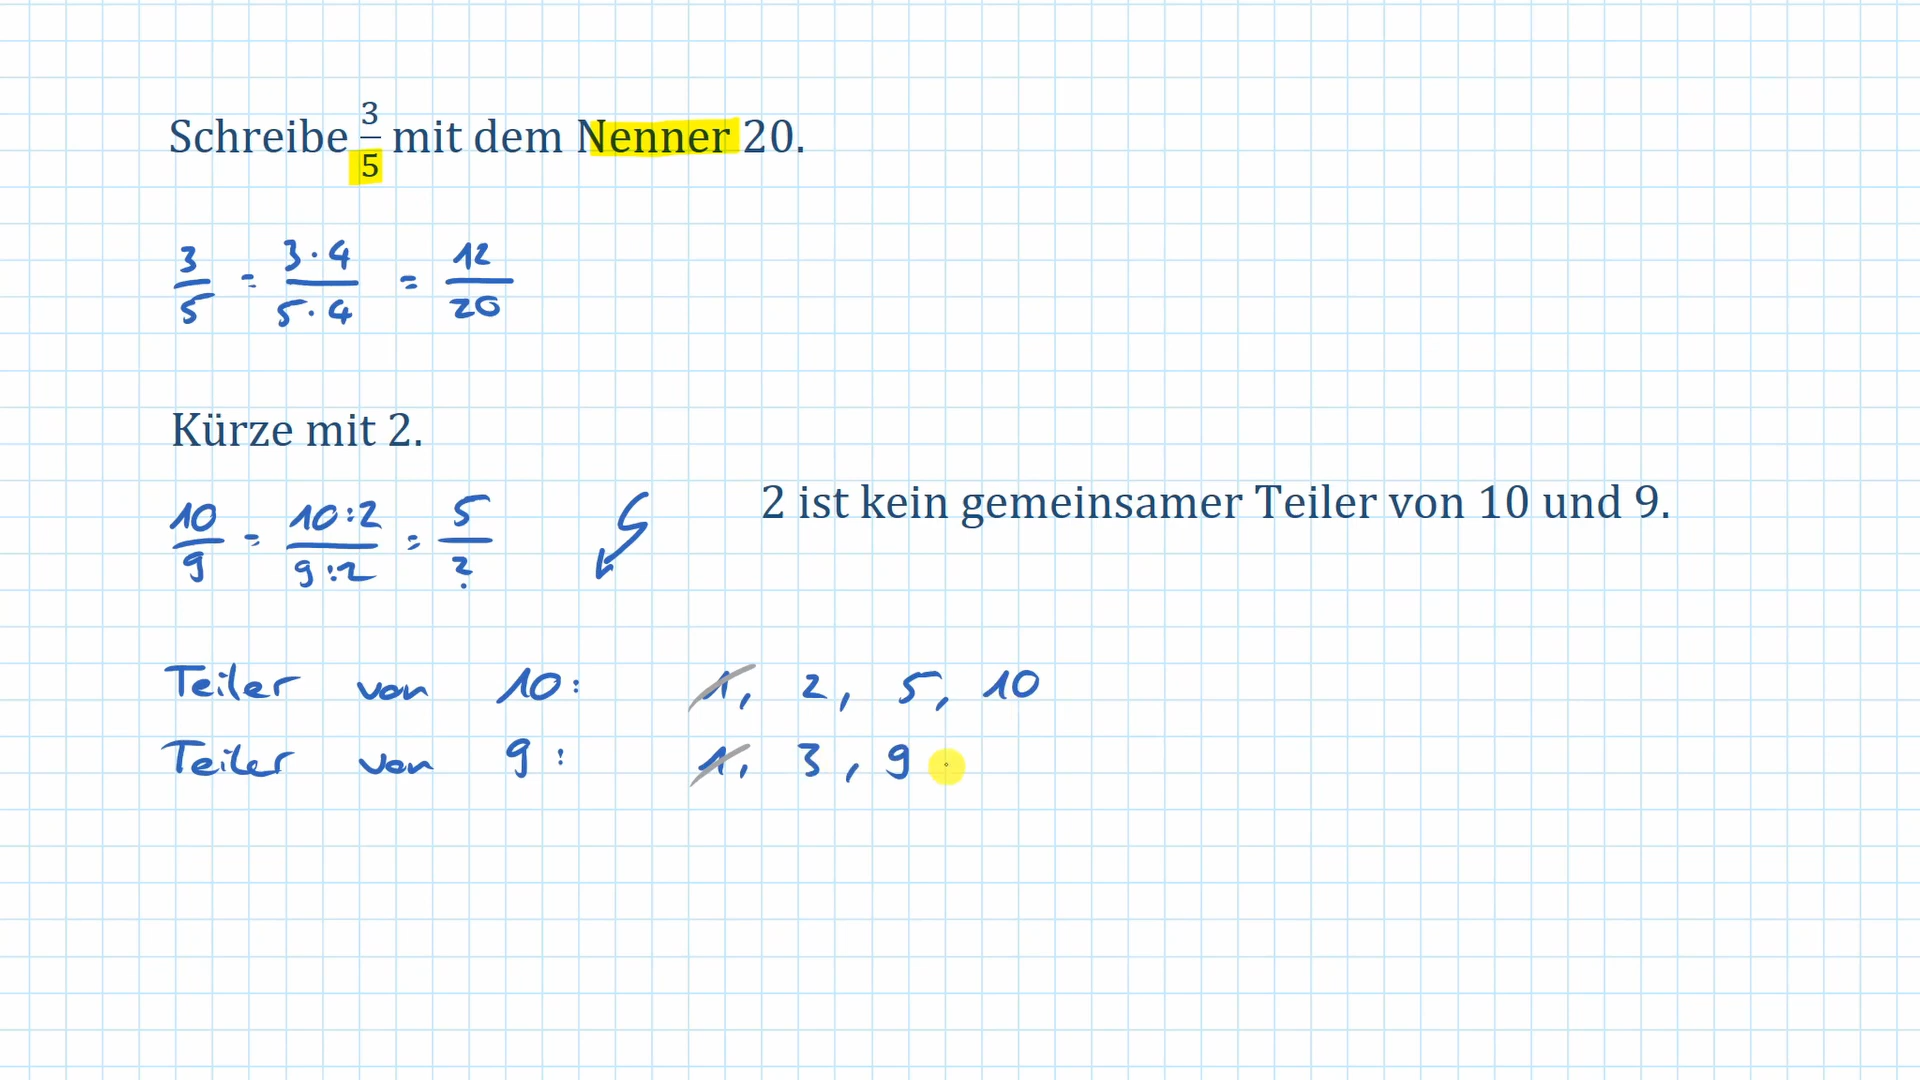 Schreibe 3/5 mit dem Nenner 20.
3/5 = 3·4/5·4 = 12/20
Kürze mit 2.
10/9 = 10:2/9:2 = 5/?
2 ist kein gemeinsamer Teiler von 10 und 9.
Teiler von 10: 1, 2, 5, 10
Teiler von 9: 1, 3, 9